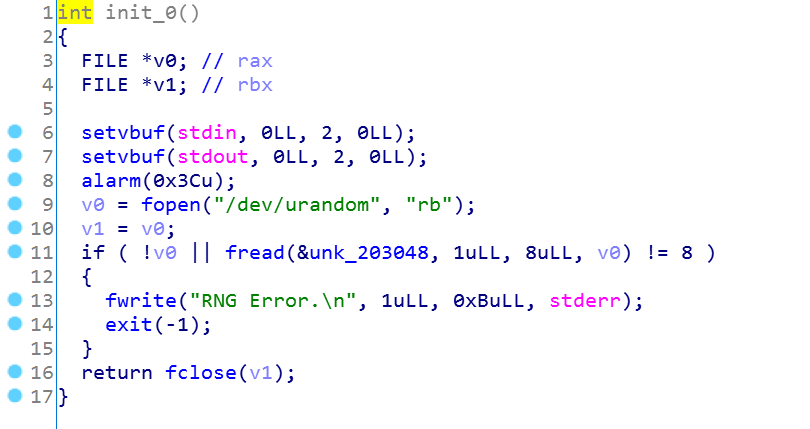 1 int init_0()
2 {
3   FILE *v0; // rax
4   FILE *v1; // rbx
5
6   setvbuf(stdin, 0LL, 2, 0LL);
7   setvbuf(stdout, 0LL, 2, 0LL);
8   alarm(0x3Cu);
9   v0 = fopen("/dev/urandom", "rb");
10   v1 = v0;
11   if ( !v0 || fread(&unk_203048, 1uLL, 8uLL, v0) != 8 )
12   {
13     fwrite("RNG Error.\n", 1uLL, 0xBuLL, stderr);
14     exit(-1);
15   }
16   return fclose(v1);
17 }